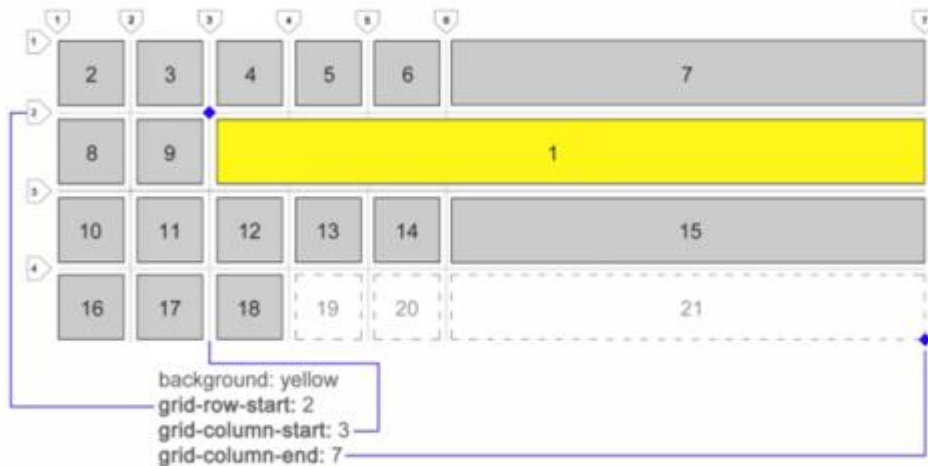 1 2 3 4 5 6 7
1
2 3 4 5 6 7
2
8 9 1
3
10 11 12 13 14 15
4
16 17 18 19 20 21
background: yellow
grid-row-start: 2
grid-column-start: 3
grid-column-end: 7